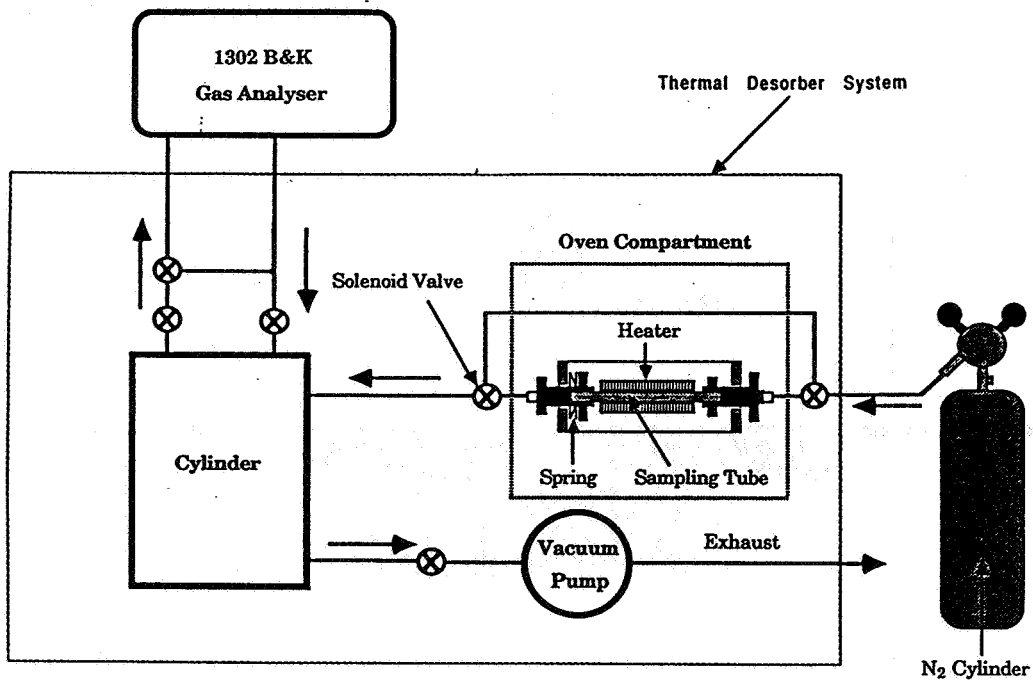 1302 B&K
Gas Analyser
Thermal Desorber System
Oven Compartment
Solenoid Valve
Heater
Cylinder
Spring
Sampling Tube
Vacuum
Pump
Exhaust
N₂ Cylinder